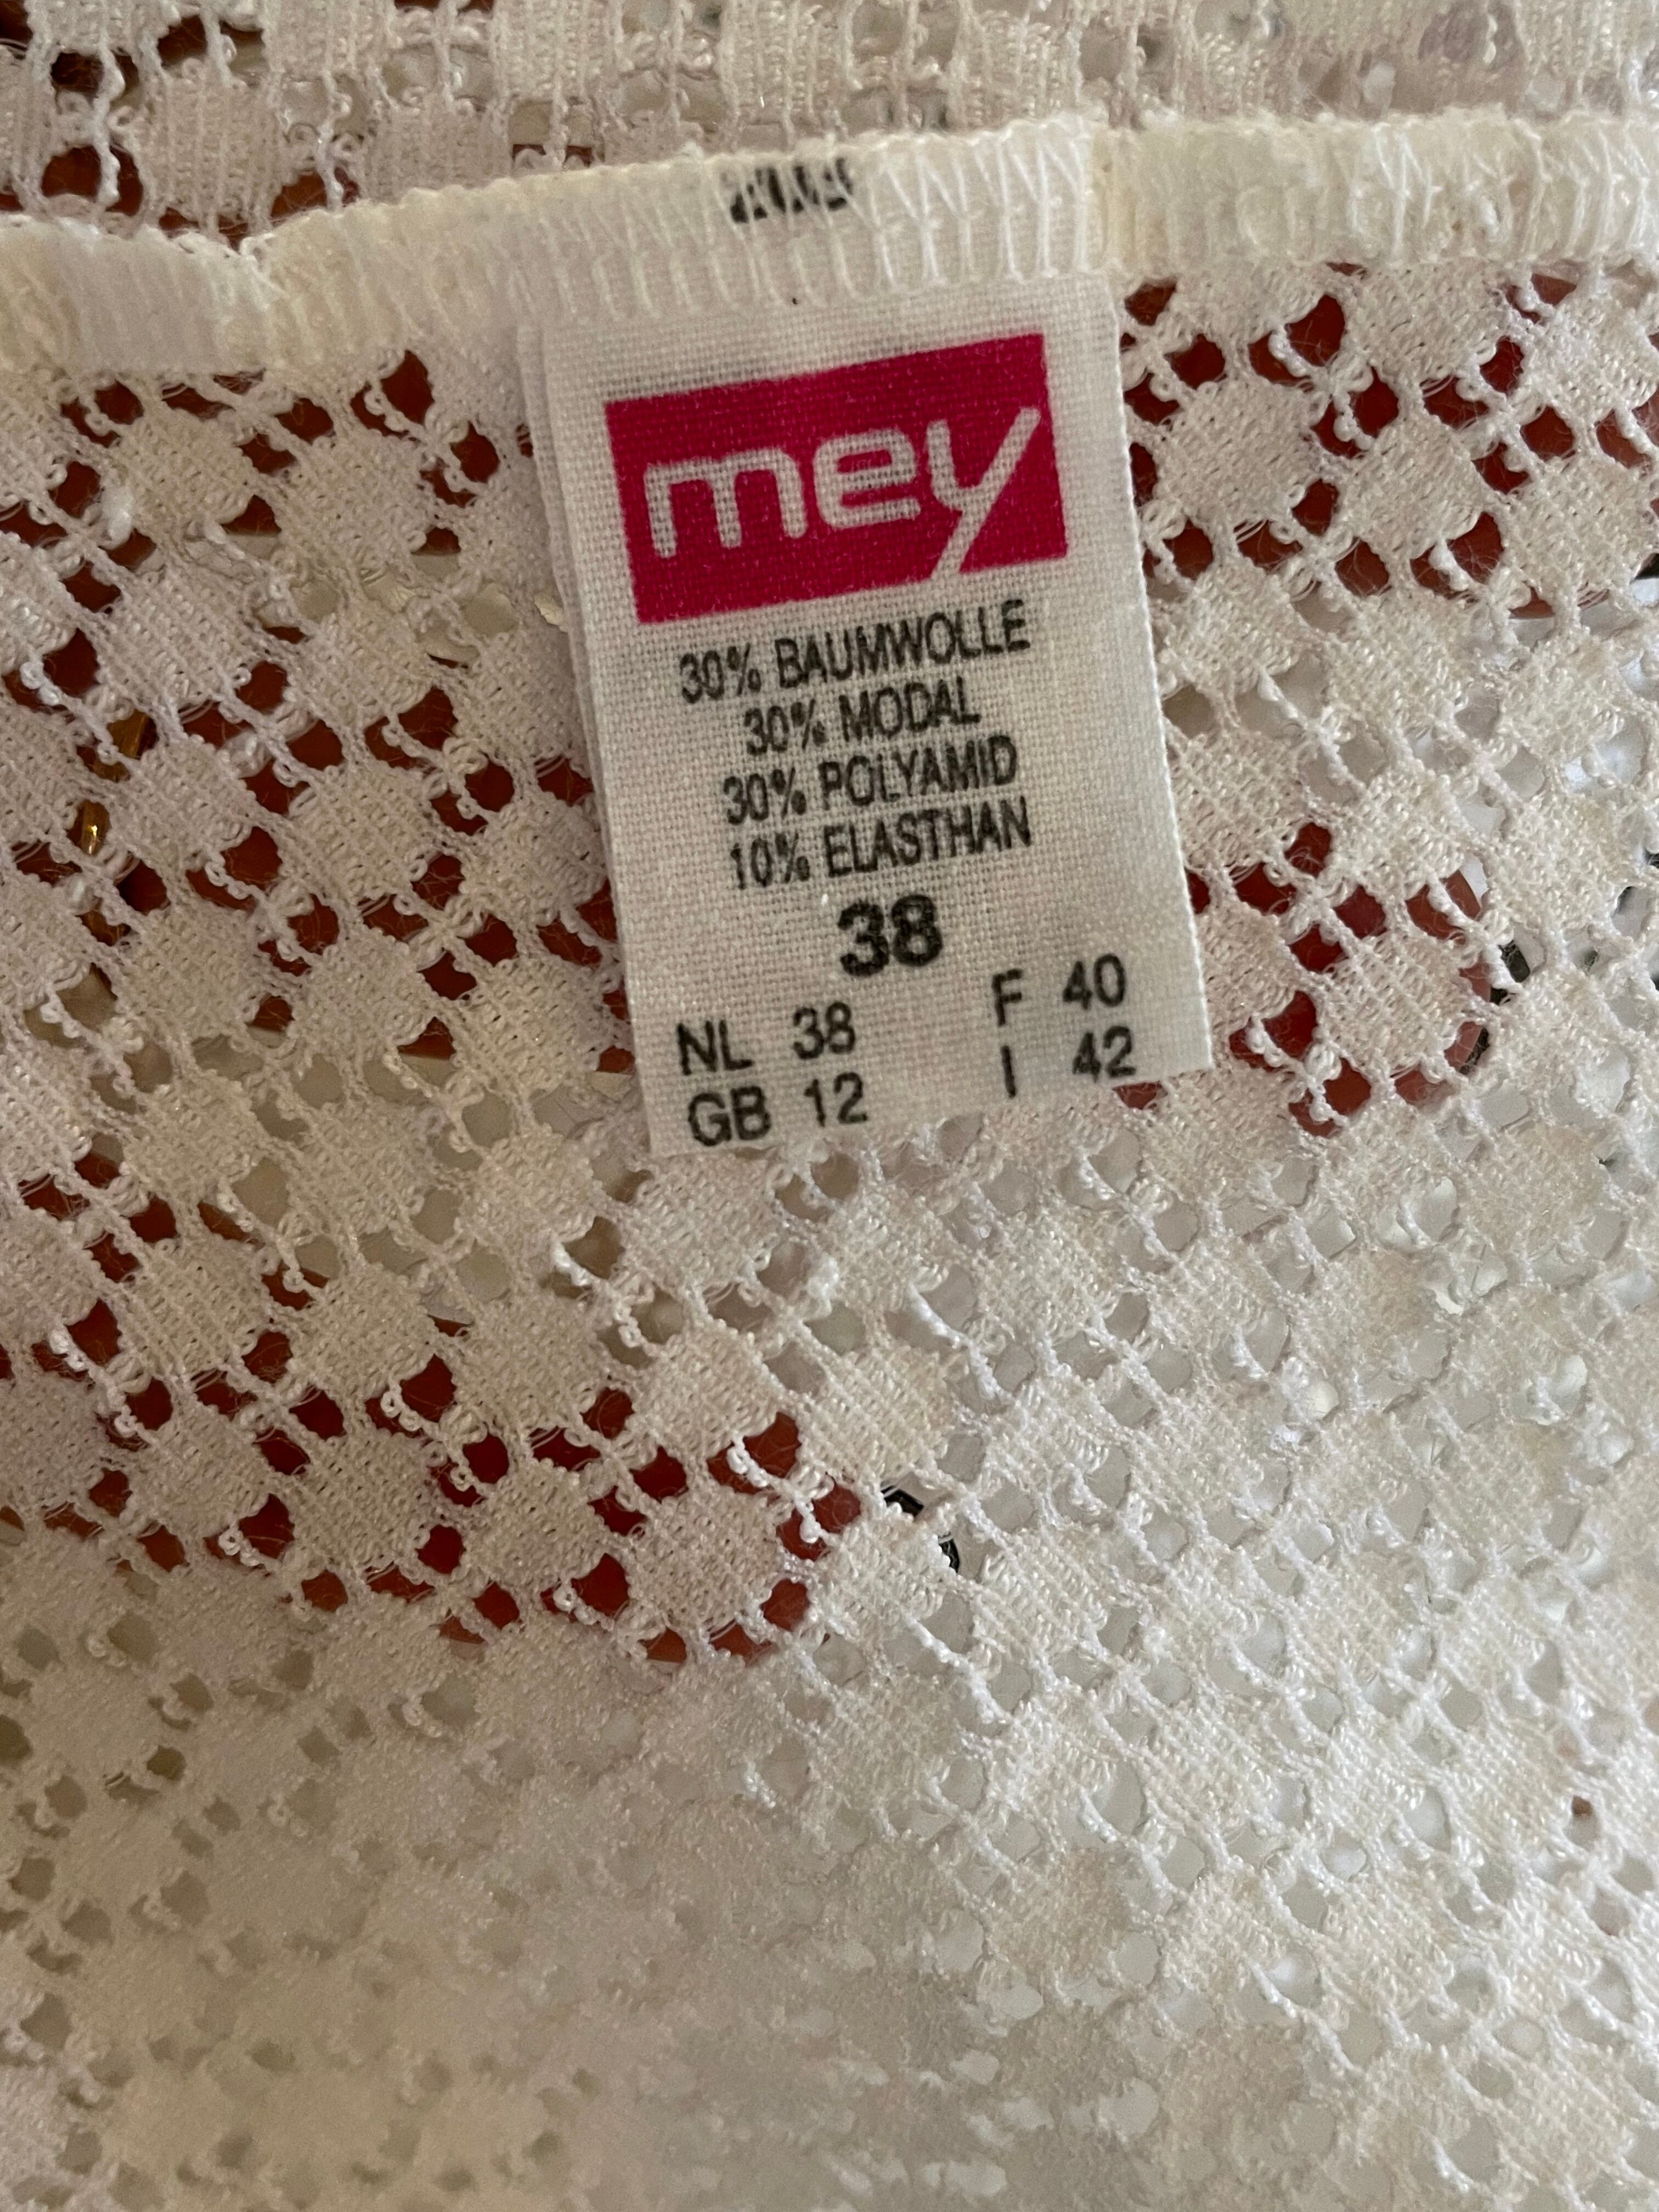 mey
30% BAUMWOLLE
30% MODAL
30% POLYAMID
10% ELASTHAN
38
NL 38 F 40
GB 12 I 42